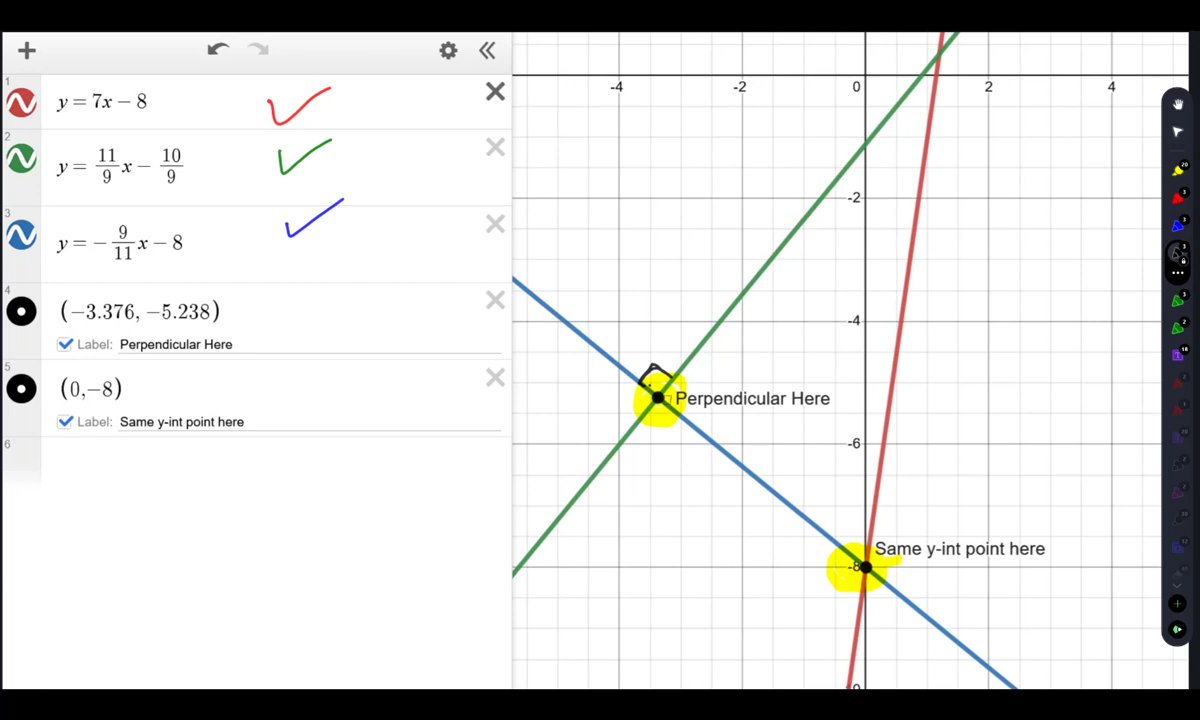 1
y = 7x − 8
2
y = 11/9 x − 10/9
3
y = − 9/11 x − 8
4
(−3.376, −5.238)
Label: Perpendicular Here
5
(0,−8)
Label: Same y-int point here
6
-4 -2 0 2 4
-2
-4
Perpendicular Here
-6
Same y-int point here
-8